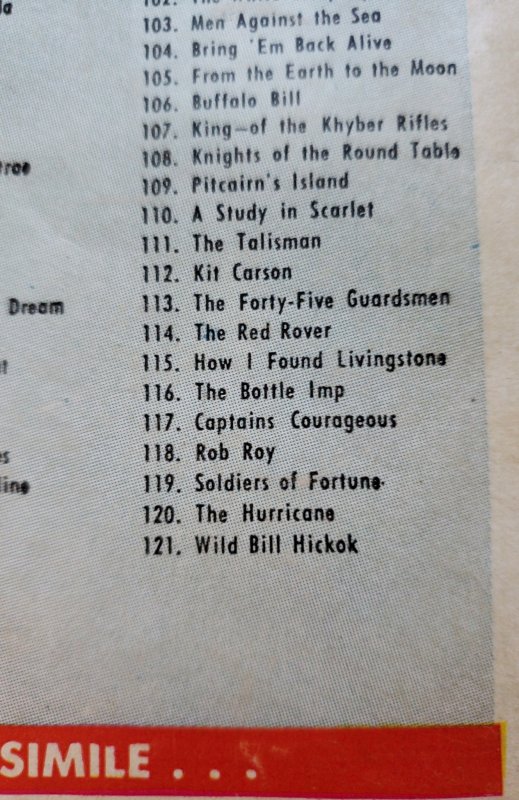 103. Men Against the Sea
104. Bring 'Em Back Alive
105. From the Earth to the Moon
106. Buffalo Bill
107. King—of the Khyber Rifles
108. Knights of the Round Table
109. Pitcairn's Island
110. A Study in Scarlet
111. The Talisman
112. Kit Carson
Dream
113. The Forty-Five Guardsmen
114. The Red Rover
115. How I Found Livingstone
116. The Bottle Imp
117. Captains Courageous
118. Rob Roy
119. Soldiers of Fortune
120. The Hurricane
121. Wild Bill Hickok
SIMILE . . .